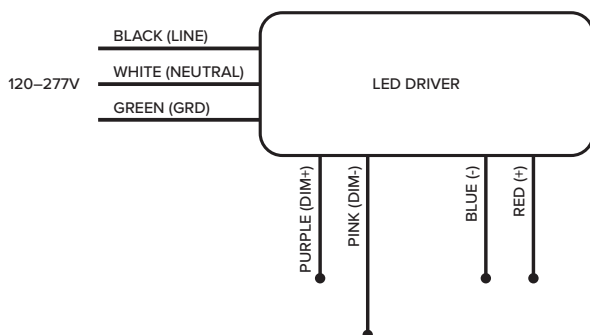 BLACK (LINE)
WHITE (NEUTRAL)
120–277V
LED DRIVER
GREEN (GRD)
PURPLE (DIM+)
PINK (DIM-)
BLUE (-)
RED (+)